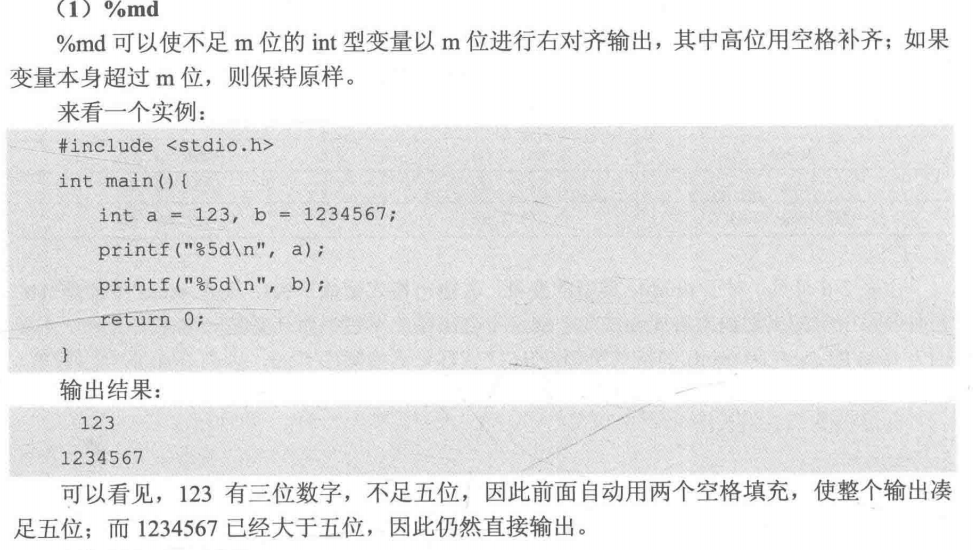 （1）%md
%md 可以使不足 m 位的 int 型变量以 m 位进行右对齐输出，其中高位用空格补齐；如果
变量本身超过 m 位，则保持原样。
来看一个实例：
#include <stdio.h>
int main(){
    int a = 123, b = 1234567;
    printf("%5d\n", a);
    printf("%5d\n", b);
    return 0;
}
输出结果：
  123
1234567
可以看见，123 有三位数字，不足五位，因此前面自动用两个空格填充，使整个输出凑
足五位；而 1234567 已经大于五位，因此仍然直接输出。